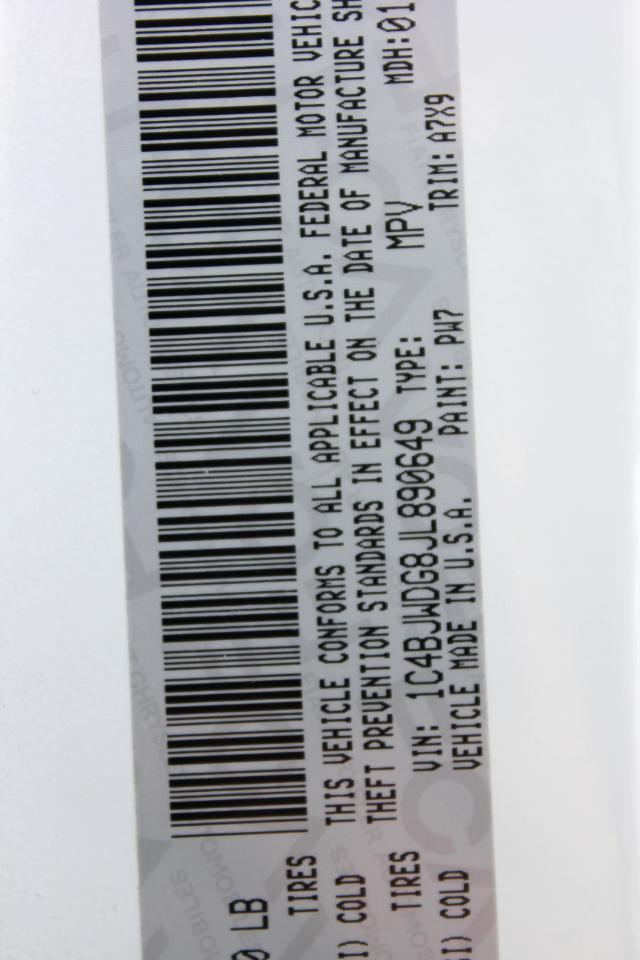 0 LB
TIRES
I) COLD
TIRES
SI) COLD
THIS VEHICLE CONFORMS TO ALL APPLICABLE U.S.A. FEDERAL MOTOR VEHIC
THEFT PREVENTION STANDARDS IN EFFECT ON THE DATE OF MANUFACTURE SH
VIN: 1C4BJWDG8JL890649 TYPE: MPV MDH:01
VEHICLE MADE IN U.S.A. PAINT: PW7 TRIM: A7X9